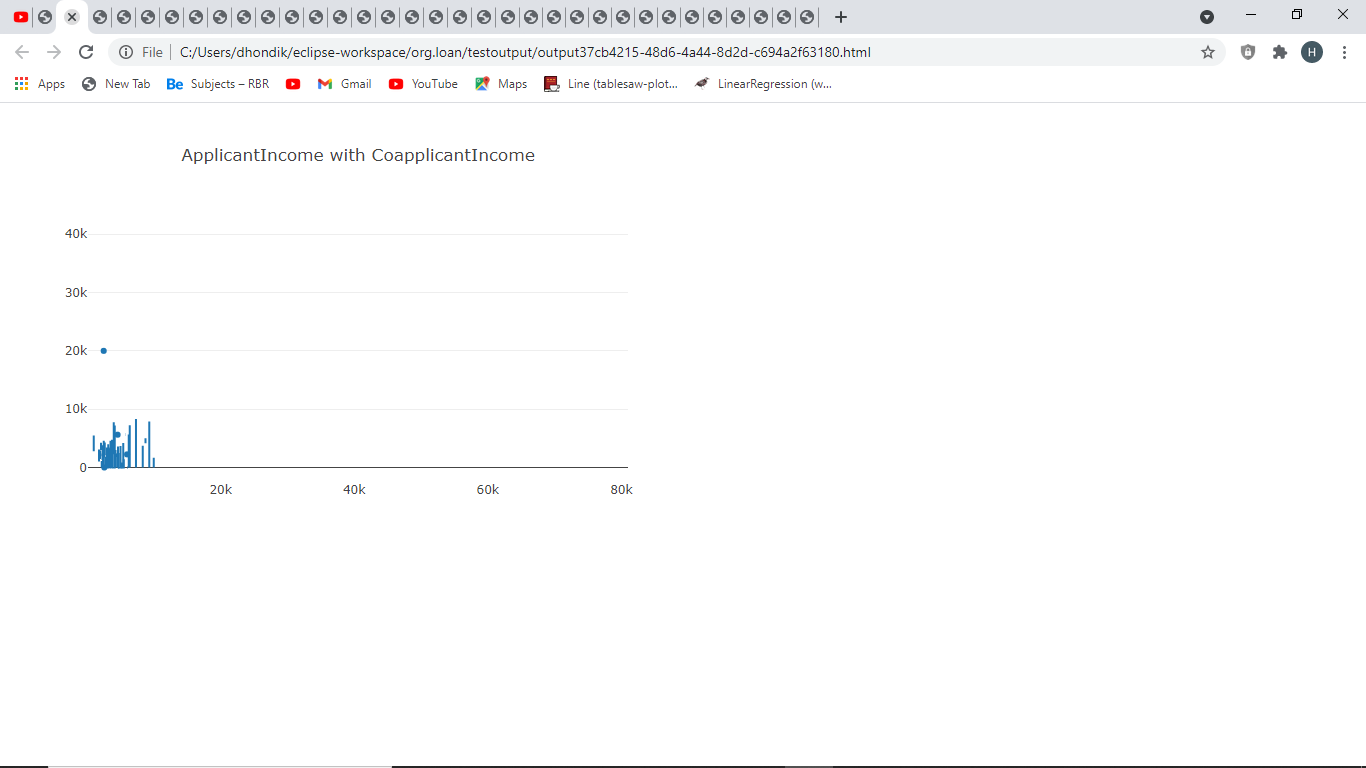 File C:/Users/dhondik/eclipse-workspace/org.loan/testoutput/output37cb4215-48d6-4a44-8d2d-c694a2f63180.html H
Apps New Tab Be Subjects – RBR Gmail YouTube Maps Line (tablesaw-plot... LinearRegression (w...
ApplicantIncome with CoapplicantIncome
40k
30k
20k
10k
0
20k 40k 60k 80k